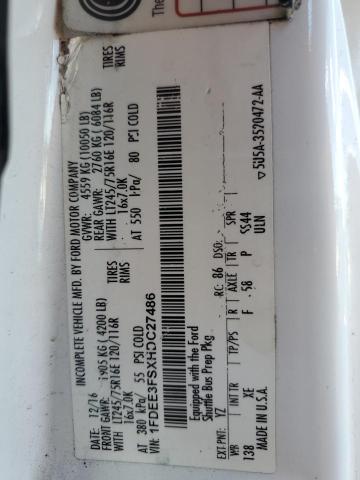 INCOMPLETE VEHICLE MFD. BY FORD MOTOR COMPANY
12/16 GVWR: 4559 KG (10050 LB)
FRONT GAWR: 1905 KG (4200 LB) REAR GAWR: 2760 KG (6084 LB)
WITH LT245/75R16E 120/116R TIRES WITH LT245/75R16E 120/116R TIRES
16x7.0K RIMS 16x7.0K RIMS
AT 380 kPa/ 55 PSI COLD AT 550 kPa/ 80 PSI COLD
VIN: 1FDEE3FSXHDC27486
Equipped with the Ford
Shuttle Bus Prep Pkg
EXT PNT: YZ RC: 86 DSO:
WB INT TR TP/PS R AXLE TR SPR
138 XE F 58 P SS44
ULN
▽ 5U5A-3520472-AA